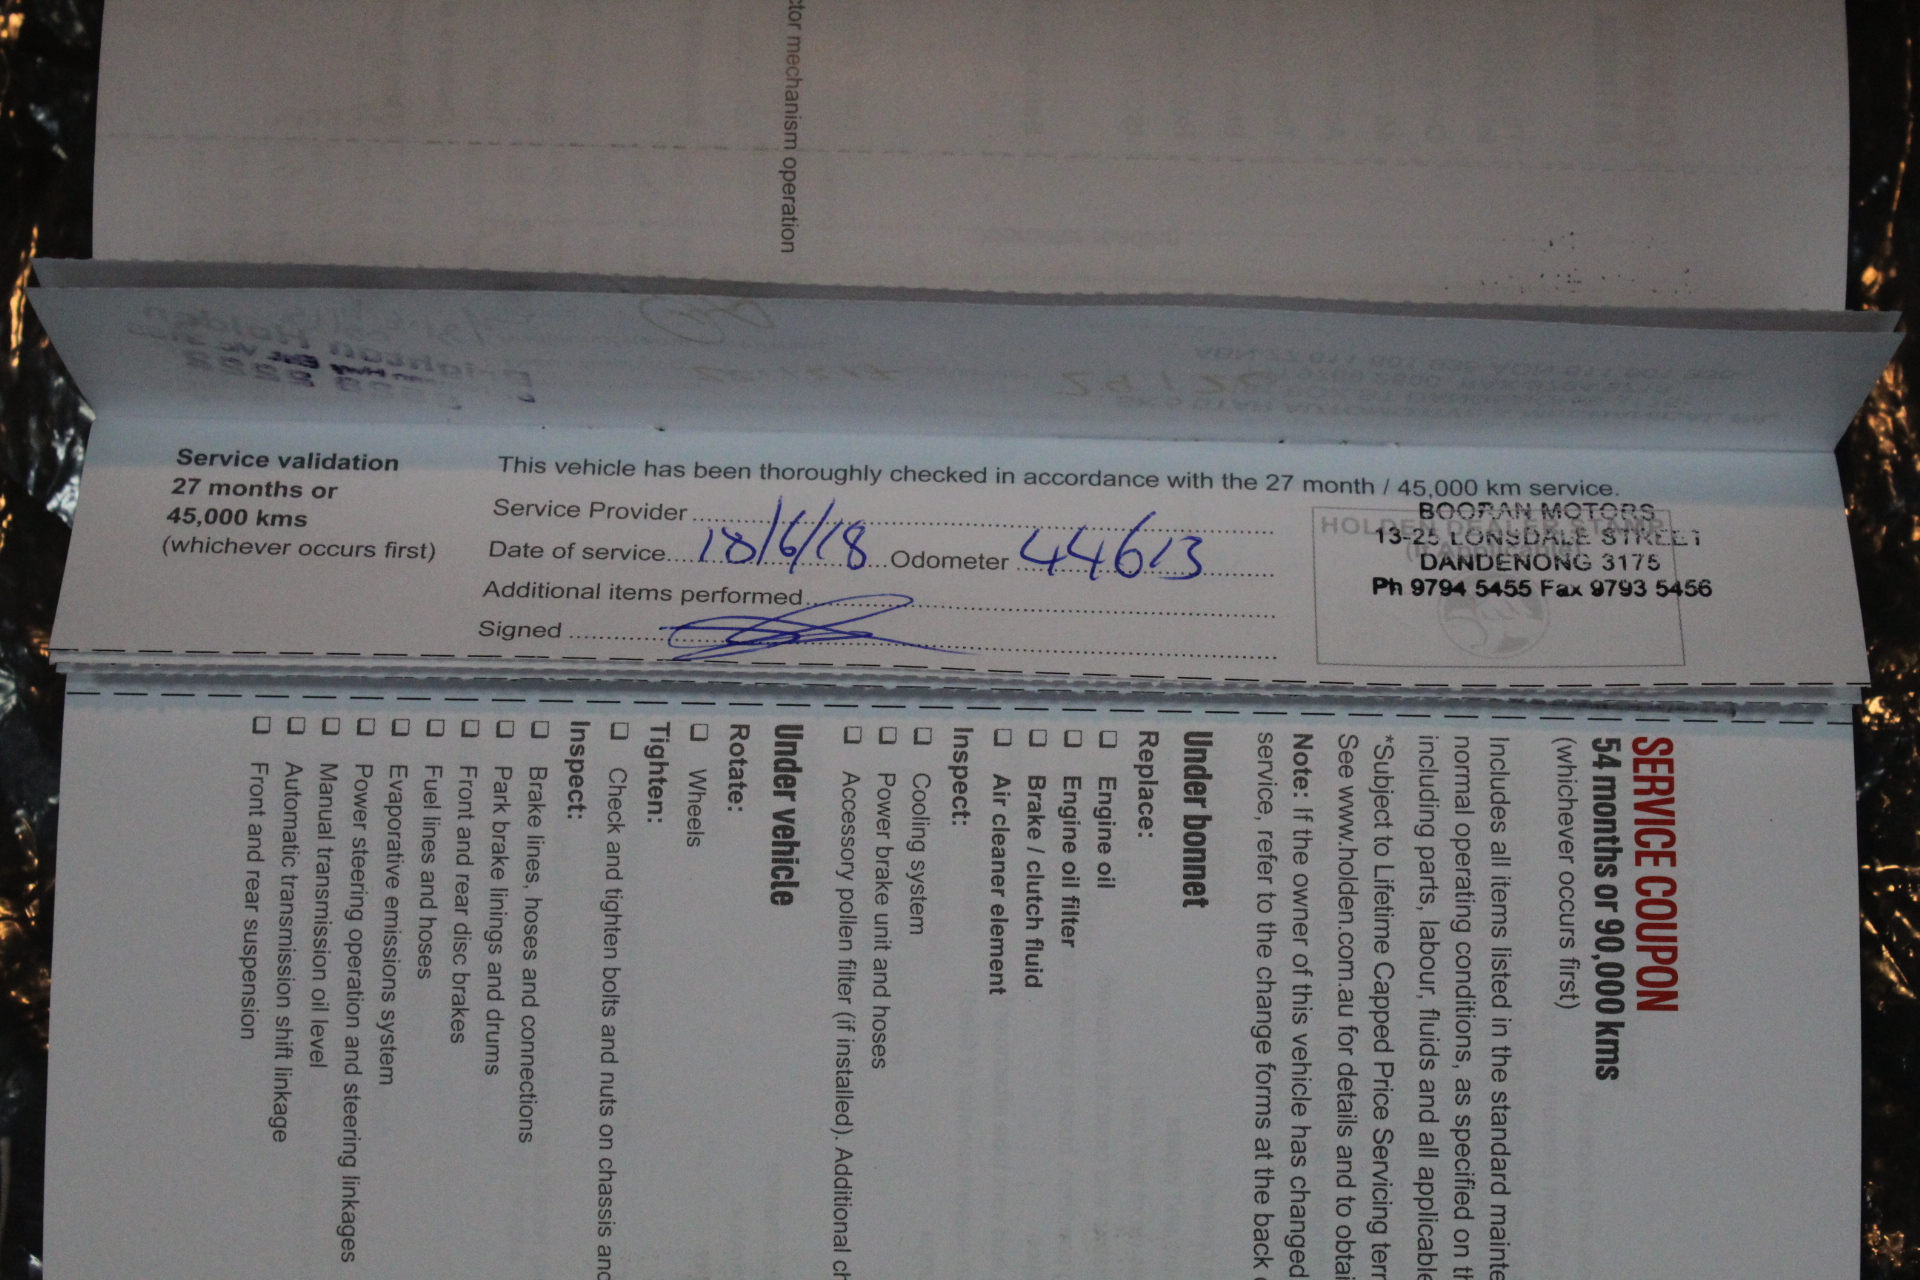 ctor mechanism operation
Service validation
27 months or
45,000 kms
(whichever occurs first)
This vehicle has been thoroughly checked in accordance with the 27 month / 45,000 km service.
Service Provider
Date of service 18/6/18 Odometer 44613
Additional items performed
Signed
HOLDEN DEALER STAMP
(If Applicable)
BOORAN MOTORS
13-25 LONSDALE STREET
DANDENONG 3175
Ph 9794 5455 Fax 9793 5456
SERVICE COUPON
54 months or 90,000 kms
(whichever occurs first)
Includes all items listed in the standard mainte
normal operating conditions, as specified on th
including parts, labour, fluids and all applicable
*Subject to Lifetime Capped Price Servicing ter
See www.holden.com.au for details and to obtai
Note: If the owner of this vehicle has changed
service, refer to the change forms at the back
Under bonnet
Replace:
❑ Engine oil
❑ Engine oil filter
❑ Brake / clutch fluid
❑ Air cleaner element
Inspect:
❑ Cooling system
❑ Power brake unit and hoses
❑ Accessory pollen filter (if installed). Additional ch
Under vehicle
Rotate:
❑ Wheels
Tighten:
❑ Check and tighten bolts and nuts on chassis and
Inspect:
❑ Brake lines, hoses and connections
❑ Park brake linings and drums
❑ Front and rear disc brakes
❑ Fuel lines and hoses
❑ Evaporative emissions system
❑ Power steering operation and steering linkages
❑ Manual transmission oil level
❑ Automatic transmission shift linkage
❑ Front and rear suspension